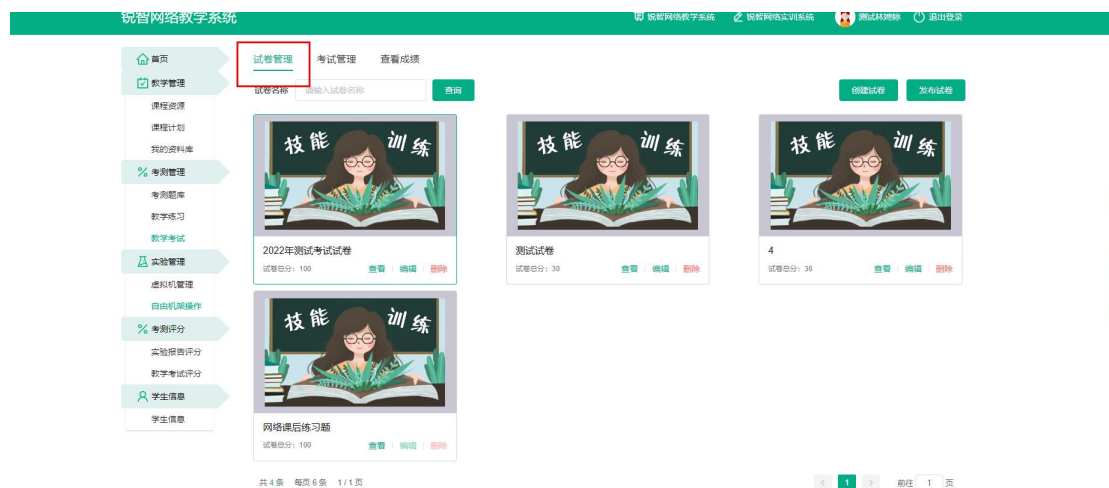 锐智网络教学系统
锐智网络教学系统 锐智网络实训系统 测试林娉婷 退出登录
首页
教学管理
课程资源
课程计划
我的资料库
考测管理
考测题库
教学练习
教学考试
实验管理
虚拟机管理
自由机架操作
考测评分
实验报告评分
教学考试评分
学生信息
学生信息
试卷管理 考试管理 查看成绩
试卷名称 请输入试卷名称 查询 创建试卷 发布试卷
技能训练
2022年测试考试试卷
试卷总分：100 查看 编辑 删除
技能训练
测试试卷
试卷总分：30 查看 编辑 删除
技能训练
4
试卷总分：36 查看 编辑 删除
技能训练
网络课后练习题
试卷总分：100 查看 编辑 删除
共4条 每页6条 1/1页
< 1 > 前往 1 页